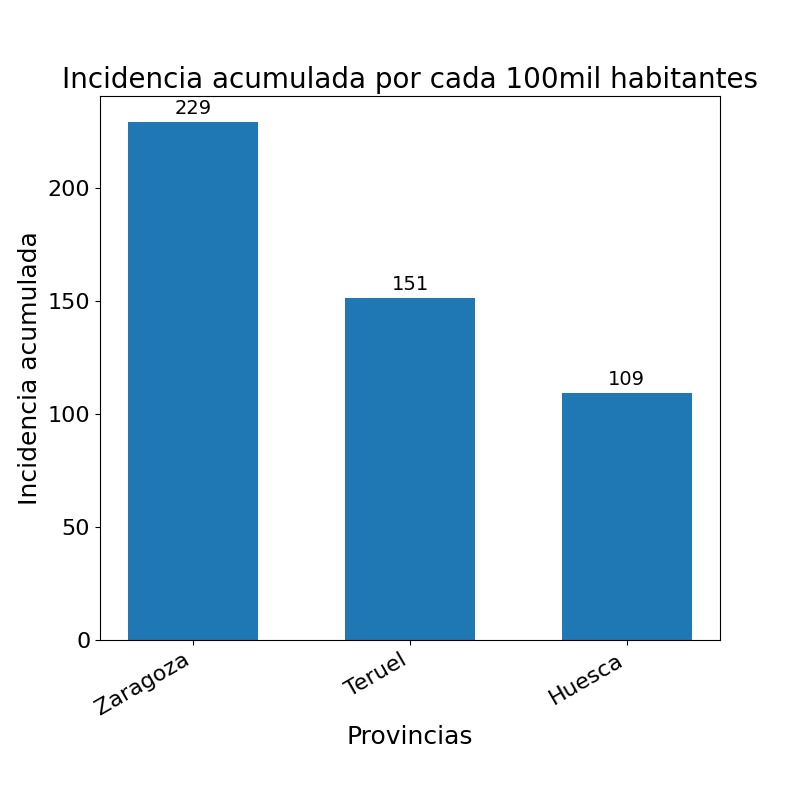 Incidencia acumulada por cada 100mil habitantes
229
151
109
200
150
100
50
0
Incidencia acumulada
Zaragoza
Teruel
Huesca
Provincias